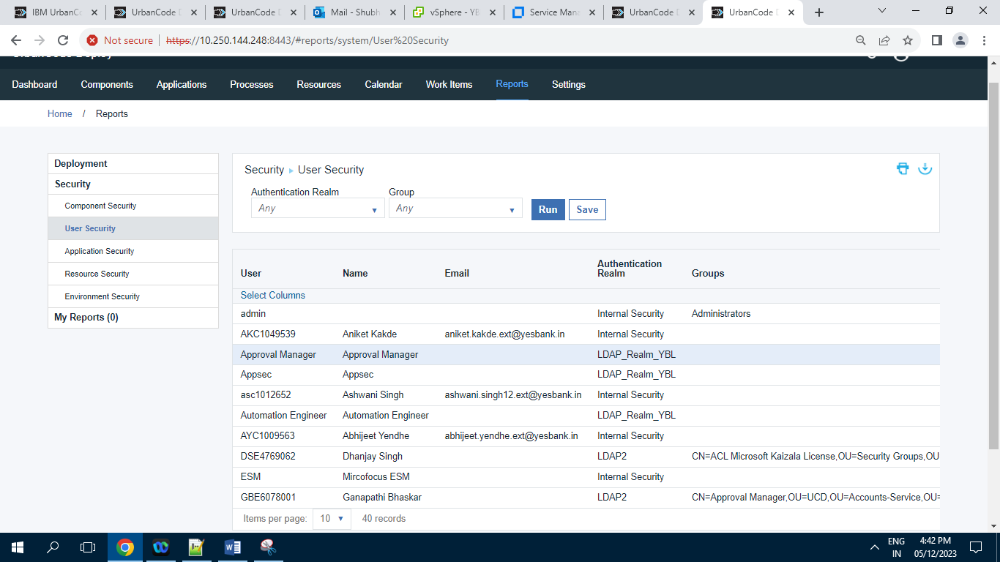 IBM UrbanC
UrbanCode D
UrbanCode D
Mail - Shubh
vSphere - YB
Service Mana
UrbanCode D
UrbanCode D
Not secure
https://10.250.144.248:8443/#reports/system/User%20Security
Dashboard Components Applications Processes Resources Calendar Work Items Reports Settings
Home / Reports
Deployment
Security
Component Security
User Security
Application Security
Resource Security
Environment Security
My Reports (0)
Security User Security
Authentication Realm Group
Any Any Run Save
User Name Email Authentication Realm Groups
Select Columns
admin Internal Security Administrators
AKC1049539 Aniket Kakde aniket.kakde.ext@yesbank.in Internal Security
Approval Manager Approval Manager LDAP_Realm_YBL
Appsec Appsec LDAP_Realm_YBL
asc1012652 Ashwani Singh ashwani.singh12.ext@yesbank.in Internal Security
Automation Engineer Automation Engineer LDAP_Realm_YBL
AYC1009563 Abhijeet Yendhe abhijeet.yendhe.ext@yesbank.in Internal Security
DSE4769062 Dhanjay Singh LDAP2 CN=ACL Microsoft Kaizala License,OU=Security Groups,OU
ESM Mircofocus ESM Internal Security
GBE6078001 Ganapathi Bhaskar LDAP2 CN=Approval Manager,OU=UCD,OU=Accounts-Service,OU=
Items per page: 10 40 records
ENG
IN
4:42 PM
05/12/2023